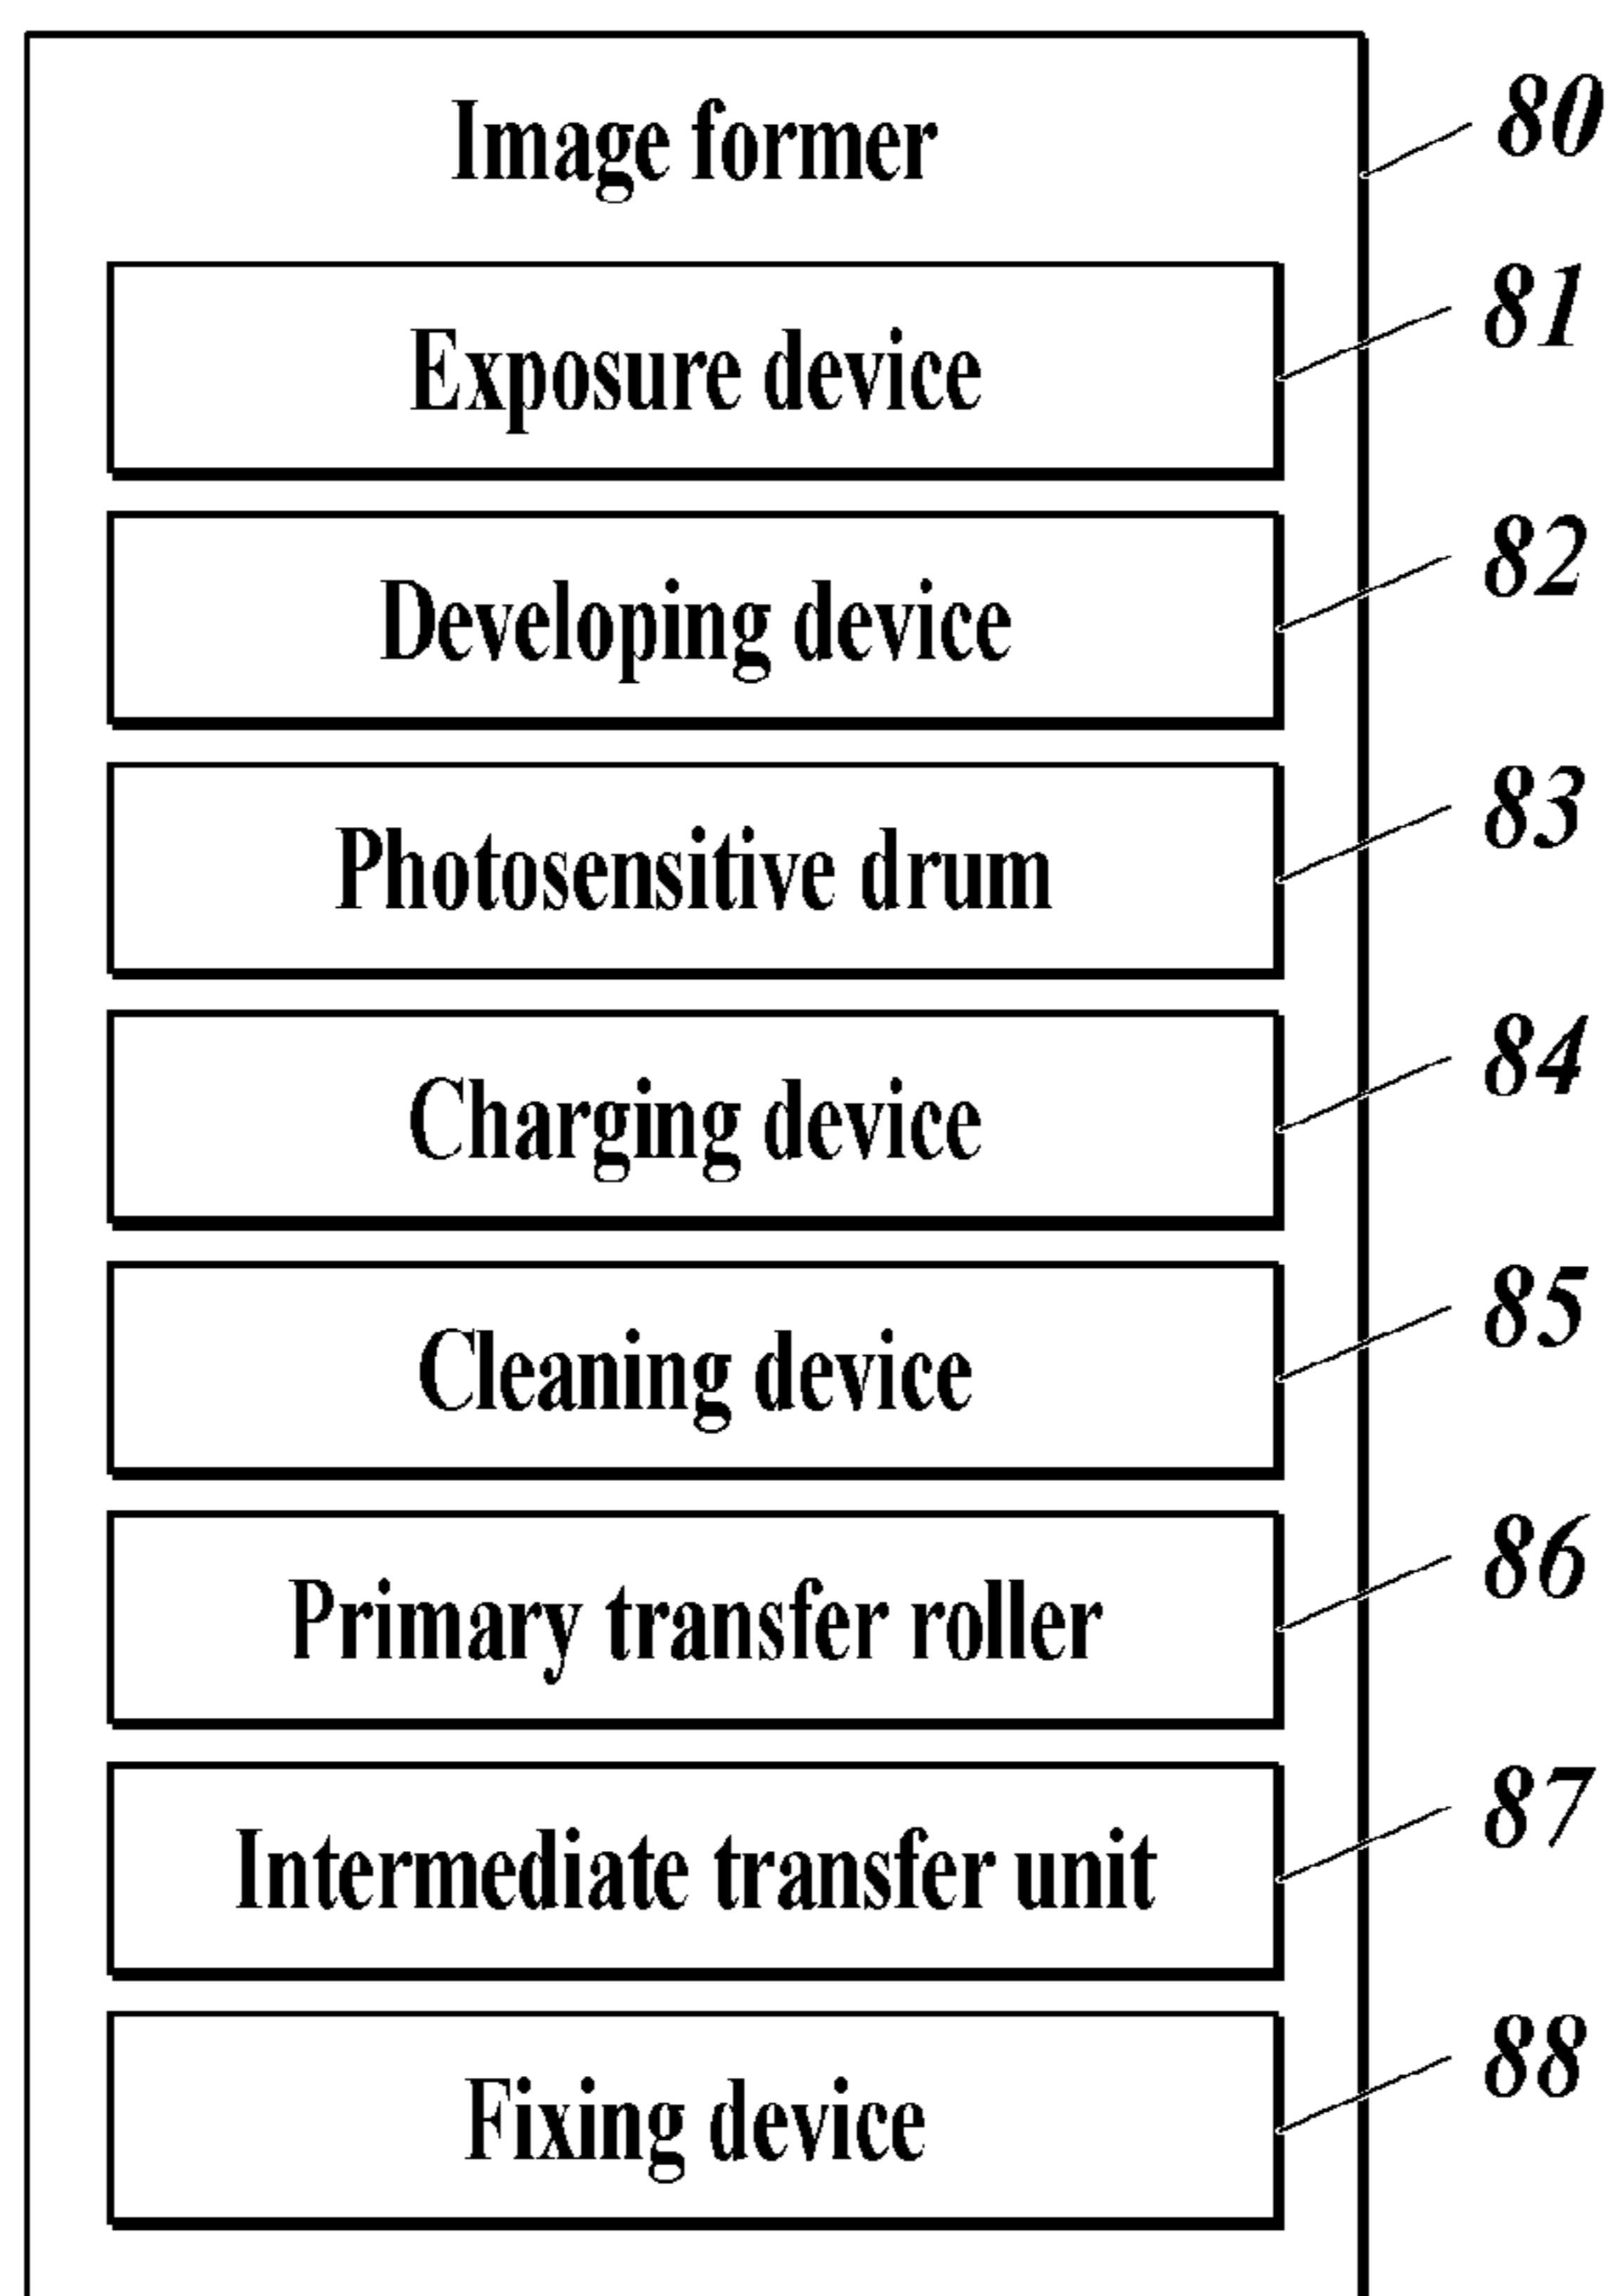 Image former
80
Exposure device
81
Developing device
82
Photosensitive drum
83
Charging device
84
Cleaning device
85
Primary transfer roller
86
Intermediate transfer unit
87
Fixing device
88